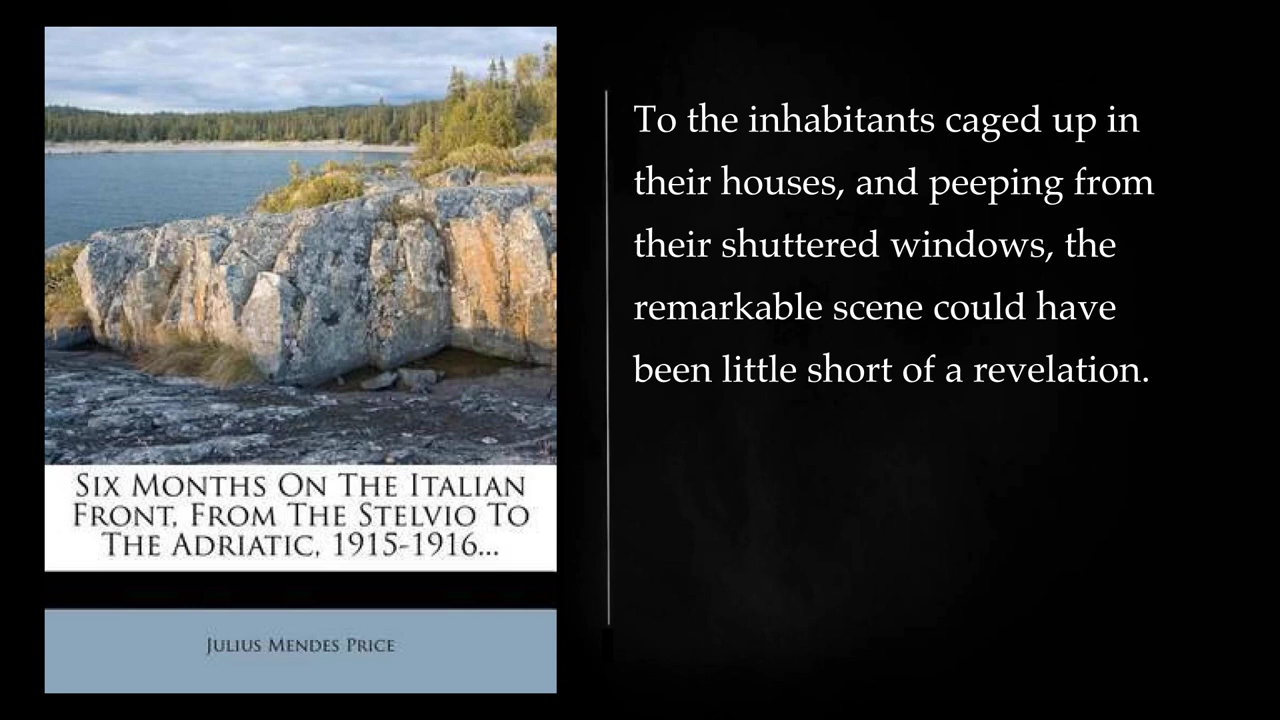 Six Months On The Italian
Front, From The Stelvio To
The Adriatic, 1915-1916...
Julius Mendes Price
To the inhabitants caged up in
their houses, and peeping from
their shuttered windows, the
remarkable scene could have
been little short of a revelation.